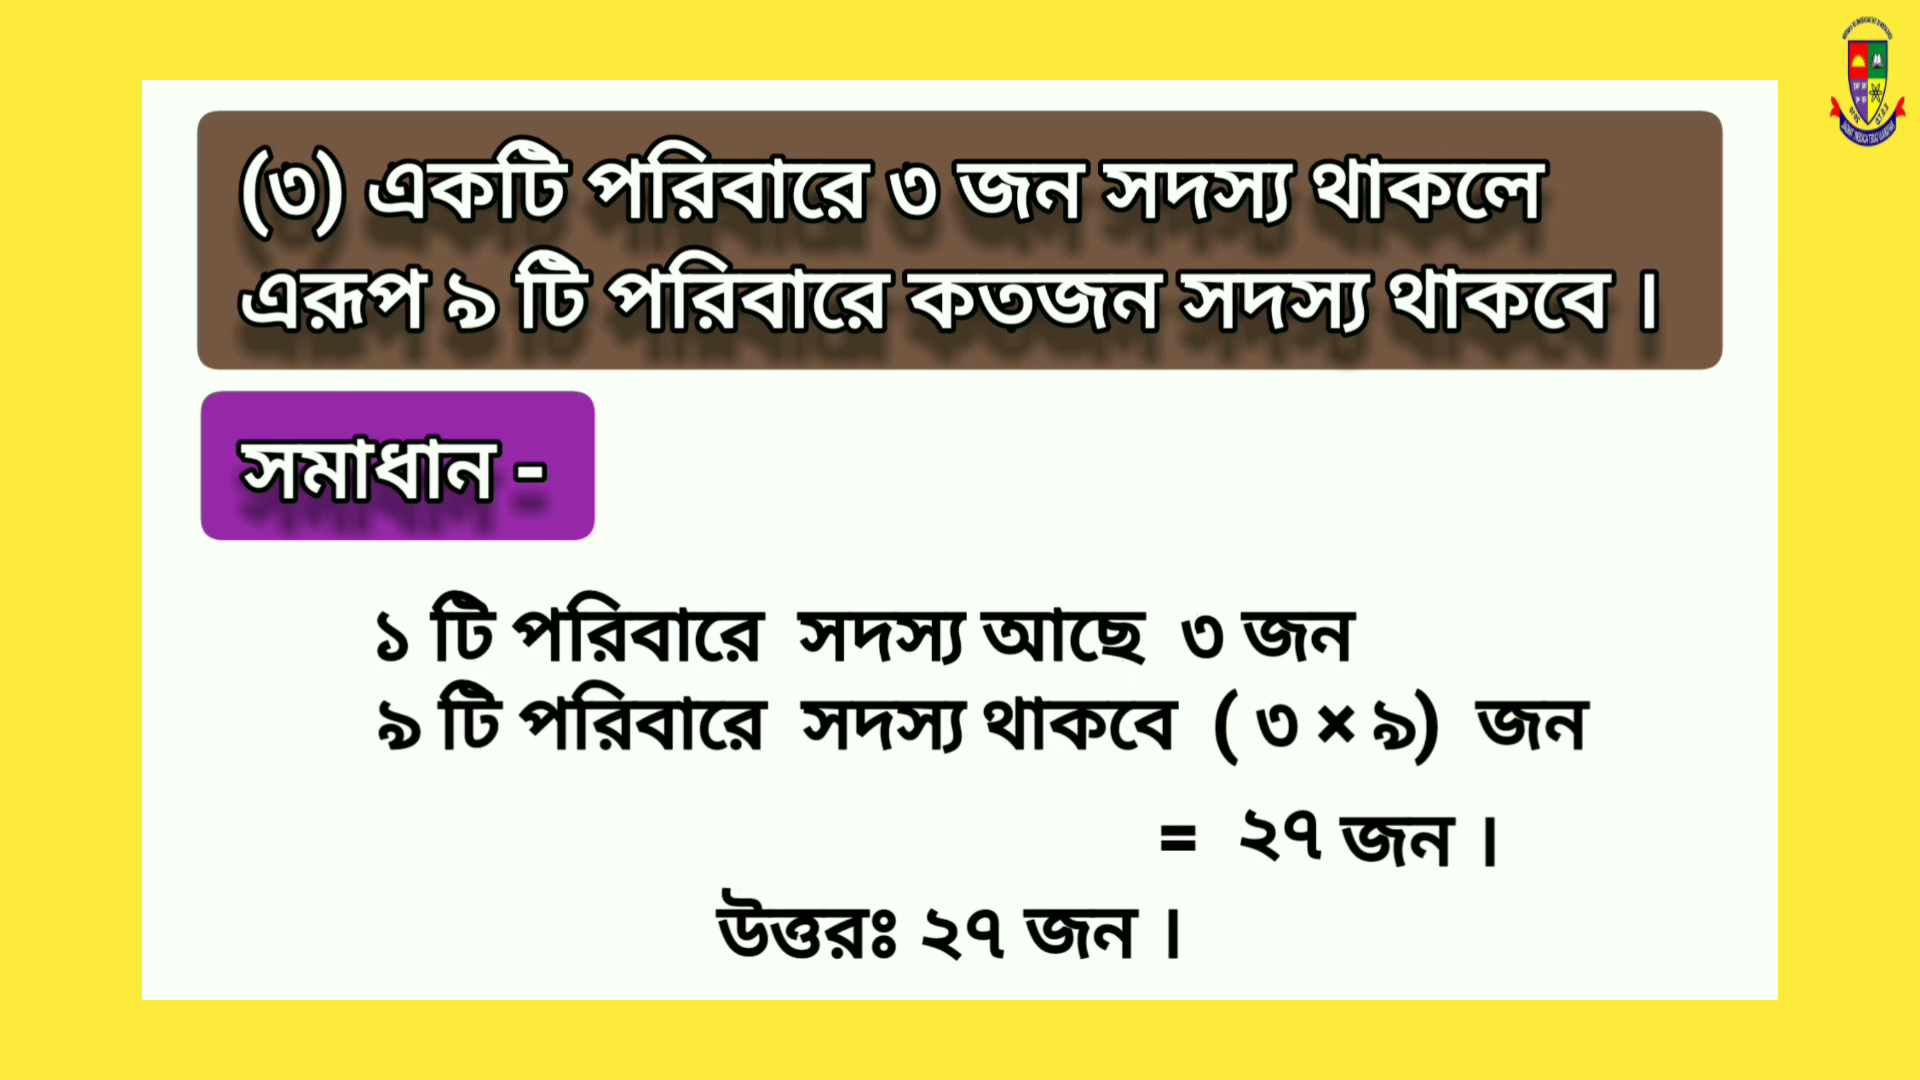 (৩) একটি পরিবারে ৩ জন সদস্য থাকলে
এরূপ ৯ টি পরিবারে কতজন সদস্য থাকবে ।
সমাধান -
১ টি পরিবারে সদস্য আছে ৩ জন
৯ টি পরিবারে সদস্য থাকবে ( ৩ × ৯) জন
= ২৭ জন ।
উত্তরঃ ২৭ জন ।